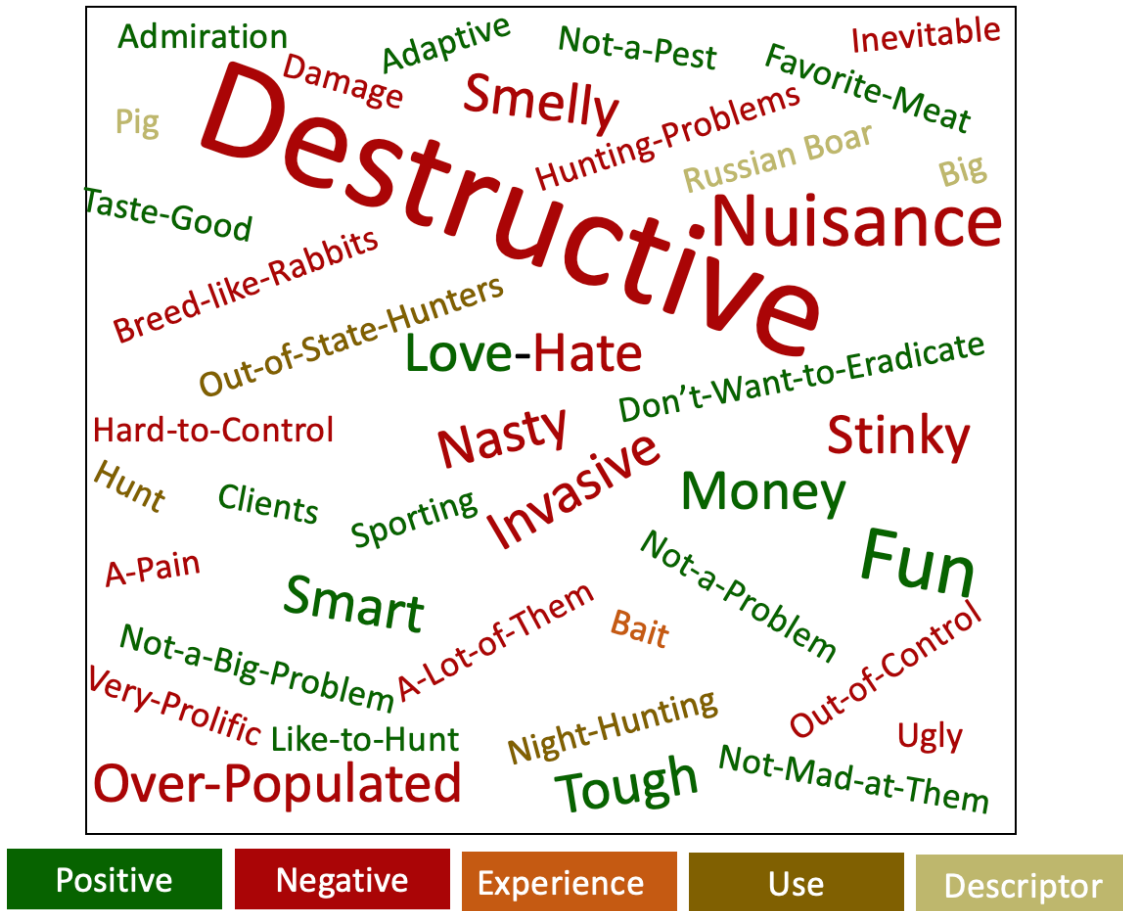 Admiration
Adaptive
Not-a-Pest
Inevitable
Damage
Smelly
Favorite-Meat
Pig
Destructive
Hunting-Problems
Russian Boar
Big
Taste-Good
Nuisance
Breed-like-Rabbits
Out-of-State-Hunters
Love-Hate
Don’t-Want-to-Eradicate
Hard-to-Control
Nasty
Stinky
Hunt
Clients
Sporting
Invasive
Money
A-Pain
Smart
Not-a-Problem
Fun
Not-a-Big-Problem
A-Lot-of-Them
Bait
Out-of-Control
Very-Prolific
Like-to-Hunt
Night-Hunting
Ugly
Over-Populated
Tough
Not-Mad-at-Them
Positive
Negative
Experience
Use
Descriptor